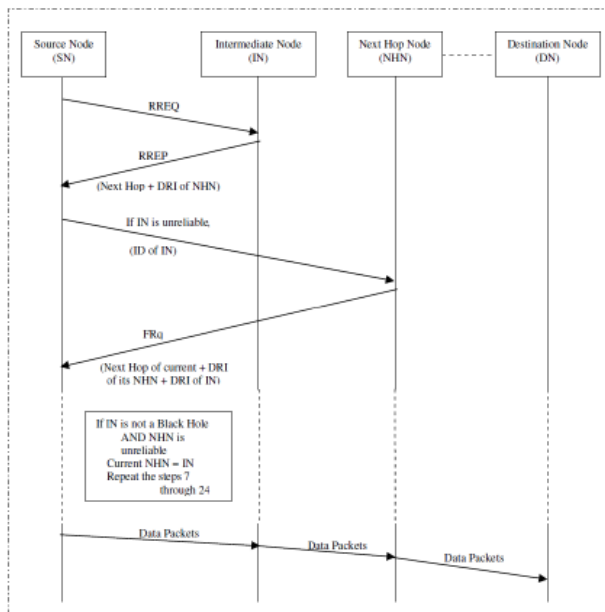 Source Node
(SN)
Intermediate Node
(IN)
Next Hop Node
(NHN)
Destination Node
(DN)
RREQ
RREP
(Next Hop + DRI of NHN)
If IN is unreliable,
(ID of IN)
FRq
(Next Hop of current + DRI
of its NHN + DRI of IN)
If IN is not a Black Hole
AND NHN is
unreliable
Current NHN = IN
Repeat the steps 7
through 24
Data Packets
Data Packets
Data Packets